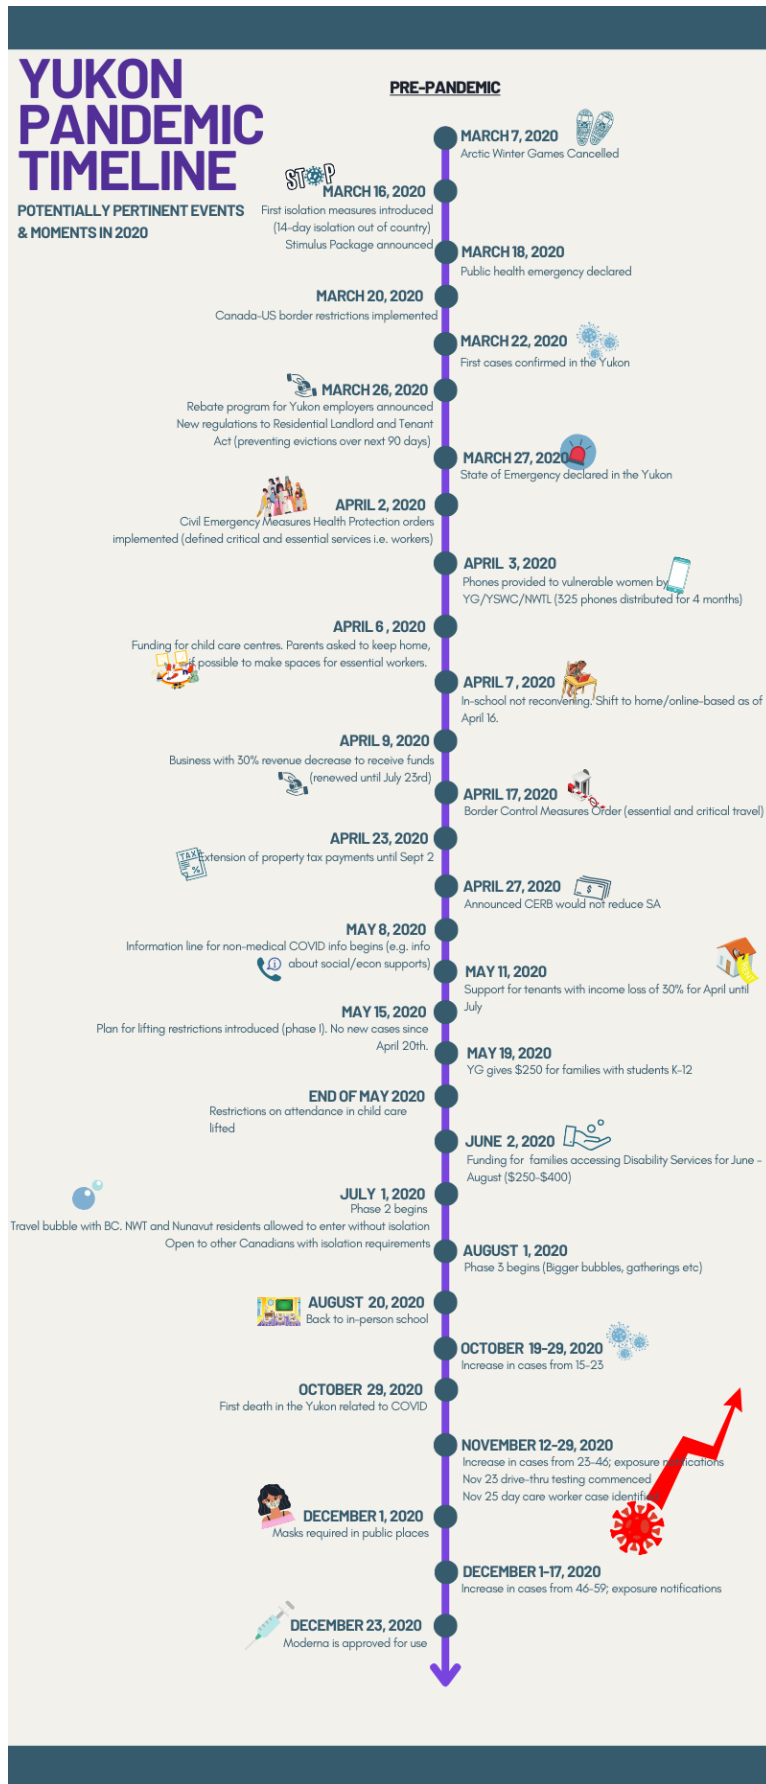 YUKON
PANDEMIC
TIMELINE
POTENTIALLY PERTINENT EVENTS
& MOMENTS IN 2020
PRE-PANDEMIC
MARCH 7, 2020
Arctic Winter Games Cancelled
STOP
MARCH 16, 2020
First isolation measures introduced
(14-day isolation out of country)
Stimulus Package announced
MARCH 18, 2020
Public health emergency declared
MARCH 20, 2020
Canada-US border restrictions implemented
MARCH 22, 2020
First cases confirmed in the Yukon
MARCH 26, 2020
Rebate program for Yukon employers announced
New regulations to Residential Landlord and Tenant
Act (preventing evictions over next 90 days)
MARCH 27, 2020
State of Emergency declared in the Yukon
APRIL 2, 2020
Civil Emergency Measures Health Protection orders
implemented (defined critical and essential services i.e. workers)
APRIL 3, 2020
Phones provided to vulnerable women by
YG/YSWC/NWTL (325 phones distributed for 4 months)
APRIL 6 , 2020
Funding for child care centres. Parents asked to keep home,
if possible to make spaces for essential workers.
APRIL 7 , 2020
In-school not reconvening. Shift to home/online-based as of
April 16.
APRIL 9, 2020
Business with 30% revenue decrease to receive funds
(renewed until July 23rd)
APRIL 17, 2020
Border Control Measures Order (essential and critical travel)
APRIL 23, 2020
TAX
%
Extension of property tax payments until Sept 2
APRIL 27, 2020
$
Announced CERB would not reduce SA
MAY 8, 2020
Information line for non-medical COVID info begins (e.g. info
about social/econ supports)
MAY 11, 2020
Support for tenants with income loss of 30% for April until
July
MAY 15, 2020
Plan for lifting restrictions introduced (phase I). No new cases since
April 20th.
MAY 19, 2020
YG gives $250 for families with students K-12
END OF MAY 2020
Restrictions on attendance in child care
lifted
JUNE 2, 2020
Funding for families accessing Disability Services for June -
August ($250-$400)
JULY 1, 2020
Phase 2 begins
Travel bubble with BC. NWT and Nunavut residents allowed to enter without isolation
Open to other Canadians with isolation requirements
AUGUST 1, 2020
Phase 3 begins (Bigger bubbles, gatherings etc)
AUGUST 20, 2020
Back to in-person school
OCTOBER 19-29, 2020
Increase in cases from 15-23
OCTOBER 29, 2020
First death in the Yukon related to COVID
NOVEMBER 12-29, 2020
Increase in cases from 23-46; exposure notifications
Nov 23 drive-thru testing commenced
Nov 25 day care worker case identified
DECEMBER 1, 2020
Masks required in public places
DECEMBER 1-17, 2020
Increase in cases from 46-59; exposure notifications
DECEMBER 23, 2020
Moderna is approved for use